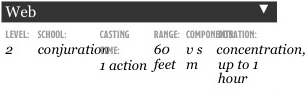 Web ▼
LEVEL: SCHOOL: CASTING TIME: RANGE: COMPONENTS: DURATION:
2 conjuration 1 action 60 feet v s m concentration, up to 1 hour